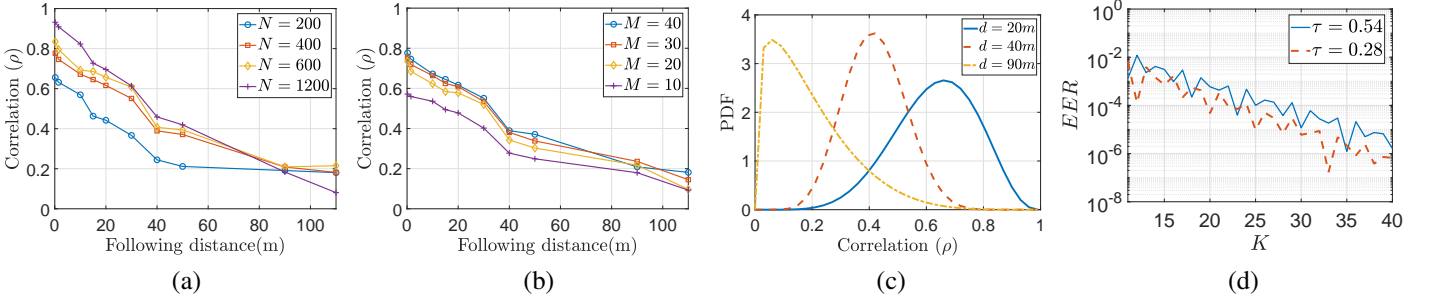 Correlation (ρ)
1
0.8
0.6
0.4
0.2
0
0 20 40 60 80 100
Following distance(m)
N = 200
N = 400
N = 600
N = 1200
(a)
Correlation (ρ)
1
0.8
0.6
0.4
0.2
0
0 20 40 60 80 100
Following distance(m)
M = 40
M = 30
M = 20
M = 10
(b)
PDF
4
3
2
1
0
0 0.2 0.4 0.6 0.8 1
Correlation (ρ)
d = 20m
d = 40m
d = 90m
(c)
EER
10^0
10^-2
10^-4
10^-6
10^-8
15 20 25 30 35 40
K
τ = 0.54
τ = 0.28
(d)